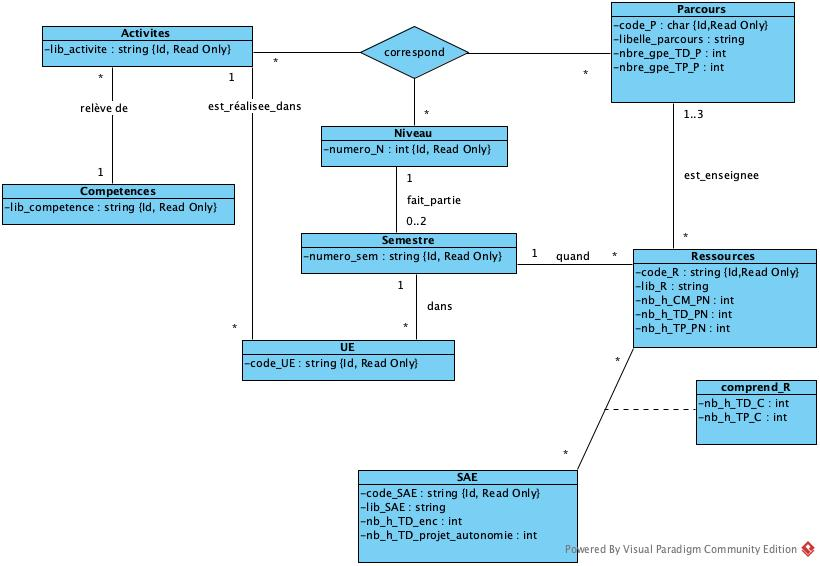 Activites
-lib_activite : string {Id, Read Only}
correspond
Parcours
-code_P : char {Id,Read Only}
-libelle_parcours : string
-nbre_gpe_TD_P : int
-nbre_gpe_TP_P : int
*
*
*
1
*
relève de
est_réalisee_dans
1
Competences
-lib_competence : string {Id, Read Only}
Niveau
-numero_N : int {Id, Read Only}
1
fait_partie
0..2
1..3
est_enseignee
*
Semestre
-numero_sem : string {Id, Read Only}
1
quand
*
Ressources
-code_R : string {Id,Read Only}
-lib_R : string
-nb_h_CM_PN : int
-nb_h_TD_PN : int
-nb_h_TP_PN : int
1
dans
*
*
UE
-code_UE : string {Id, Read Only}
*
comprend_R
-nb_h_TD_C : int
-nb_h_TP_C : int
*
SAE
-code_SAE : string {Id, Read Only}
-lib_SAE : string
-nb_h_TD_enc : int
-nb_h_TD_projet_autonomie : int
Powered By Visual Paradigm Community Edition